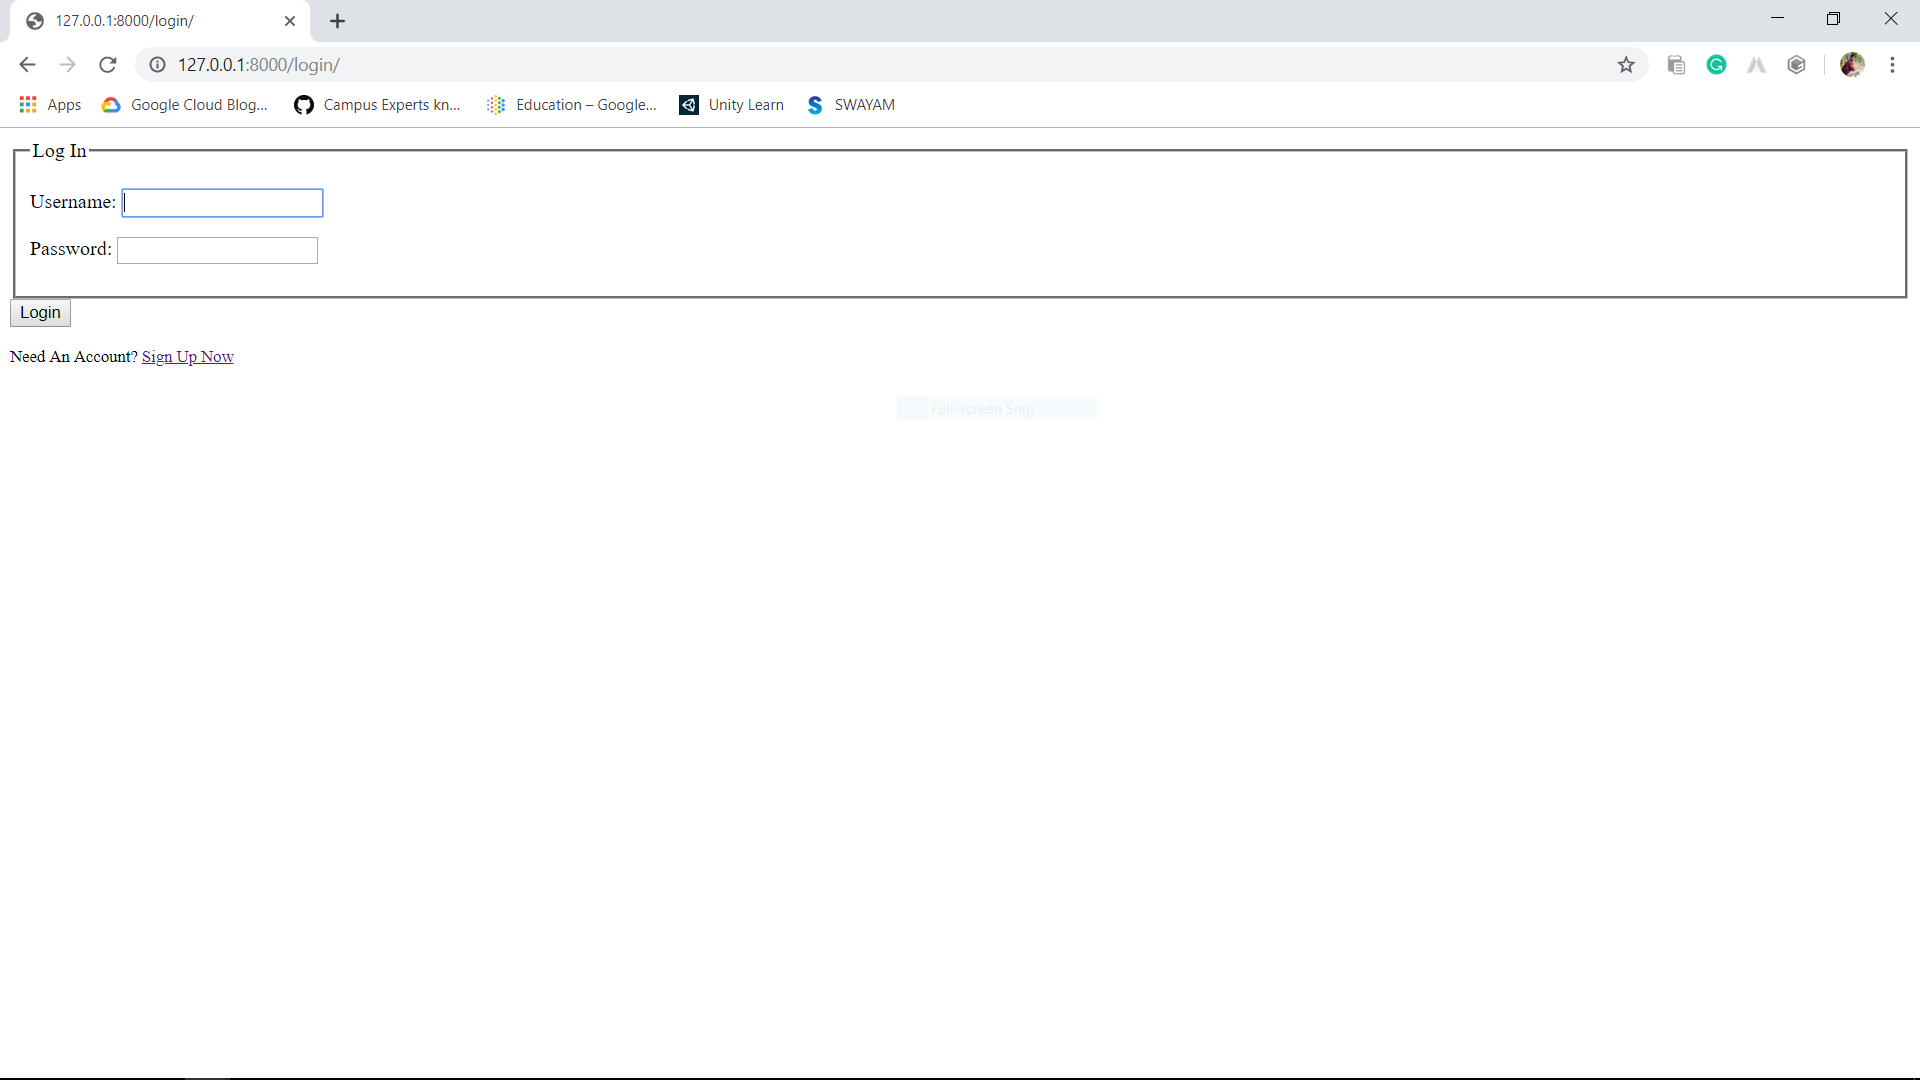 127.0.0.1:8000/login/
127.0.0.1:8000/login/
Apps Google Cloud Blog... Campus Experts kn... Education – Google... Unity Learn SWAYAM
Log In
Username:
Password:
Login
Need An Account? Sign Up Now
Full-screen Snip